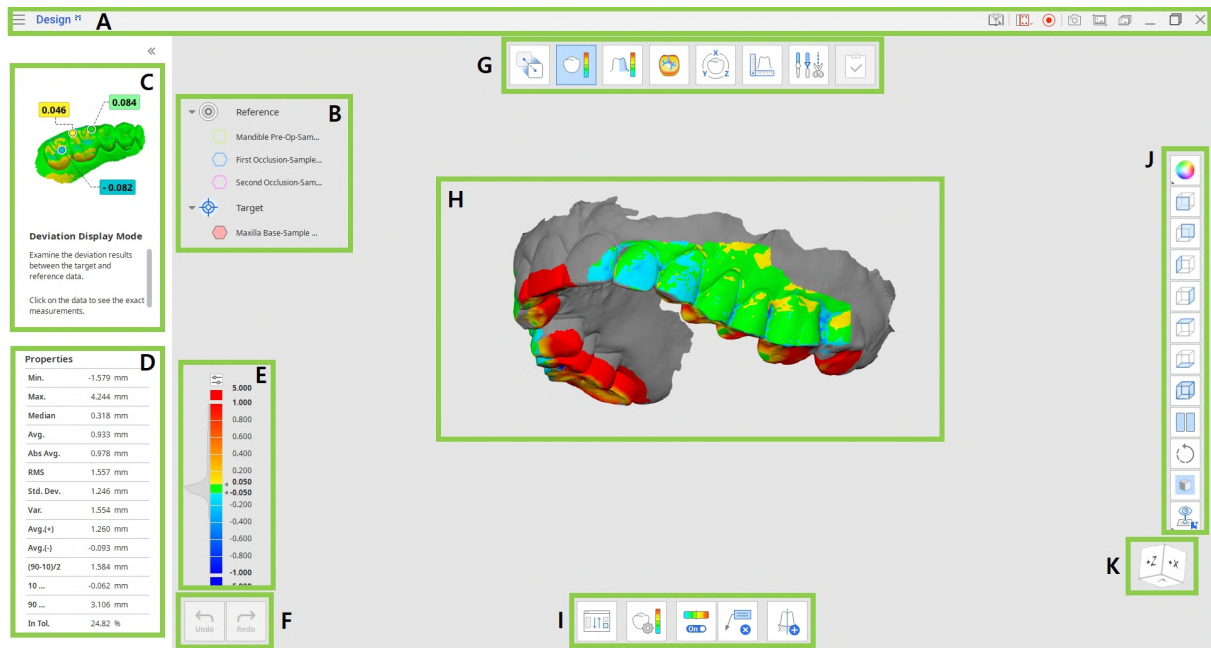 Design
A
«
C
0.046
0.084
- 0.082
Deviation Display Mode
Examine the deviation results
between the target and
reference data.
Click on the data to see the exact
measurements.
B
Reference
Mandible Pre-Op-Sam...
First Occlusion-Sample...
Second Occlusion-Sam...
Target
Maxilla Base-Sample ...
G
X
Y
Z
H
J
Properties
D
Min. -1.579 mm
Max. 4.244 mm
Median 0.318 mm
Avg. 0.933 mm
Abs Avg. 0.978 mm
RMS 1.557 mm
Std. Dev. 1.246 mm
Var. 1.554 mm
Avg.(+) 1.260 mm
Avg.(-) -0.093 mm
(90-10)/2 1.584 mm
10 ... -0.062 mm
90 ... 3.106 mm
In Tol. 24.82 %
E
5.000
1.000
0.800
0.600
0.400
0.200
0.050
-0.050
-0.200
-0.400
-0.600
-0.800
-1.000
-5.000
Undo
Redo
F
I
On
K
+Z
+X